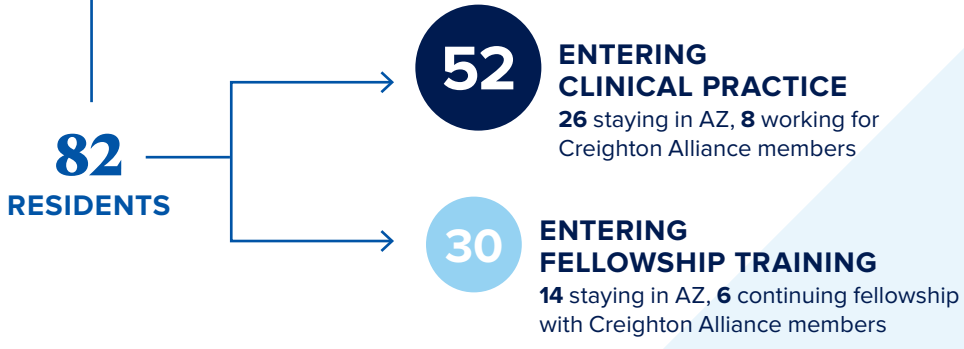 82
RESIDENTS
52
ENTERING
CLINICAL PRACTICE
26 staying in AZ, 8 working for
Creighton Alliance members
30
ENTERING
FELLOWSHIP TRAINING
14 staying in AZ, 6 continuing fellowship
with Creighton Alliance members